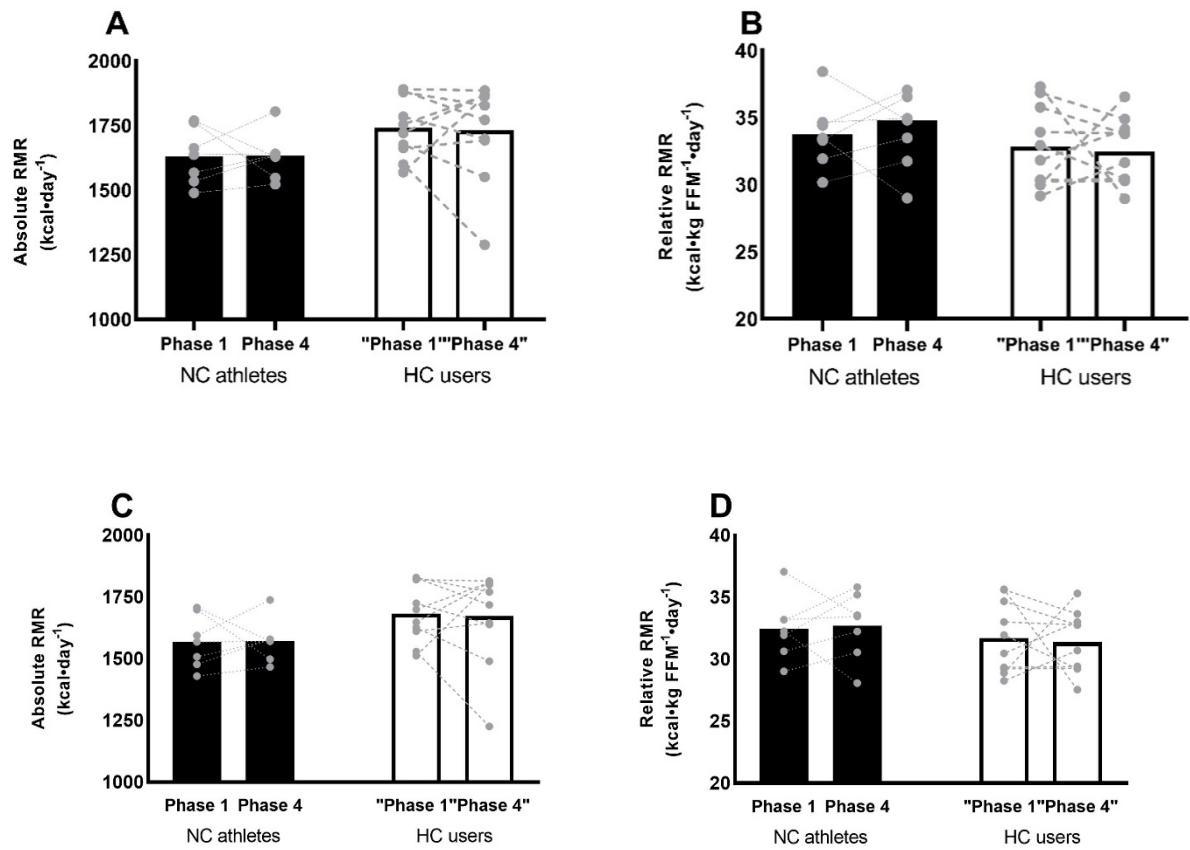 A
Absolute RMR
(kcal•day-1)
2000
1750
1500
1250
1000
Phase 1 Phase 4 "Phase 1""Phase 4"
NC athletes HC users
B
Relative RMR
(kcal•kg FFM-1•day-1)
40
35
30
25
20
Phase 1 Phase 4 "Phase 1""Phase 4"
NC athletes HC users
C
Absolute RMR
(kcal•day-1)
2000
1750
1500
1250
1000
Phase 1 Phase 4 "Phase 1"Phase 4"
NC athletes HC users
D
Relative RMR
(kcal•kg FFM-1•day-1)
40
35
30
25
20
Phase 1 Phase 4 "Phase 1"Phase 4"
NC athletes HC users